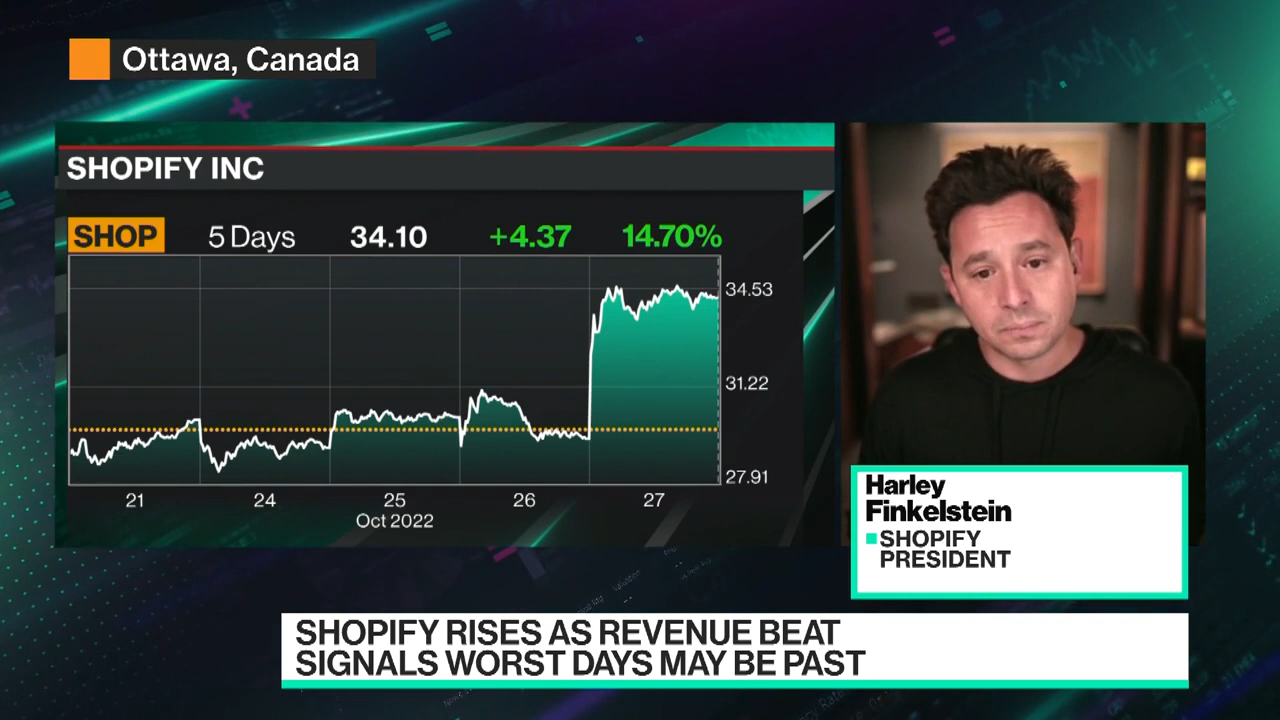 Ottawa, Canada
SHOPIFY INC
SHOP 5 Days 34.10 +4.37 14.70%
34.53
31.22
27.91
21 24 25 26 27
Oct 2022
Harley
Finkelstein
SHOPIFY
PRESIDENT
SHOPIFY RISES AS REVENUE BEAT
SIGNALS WORST DAYS MAY BE PAST